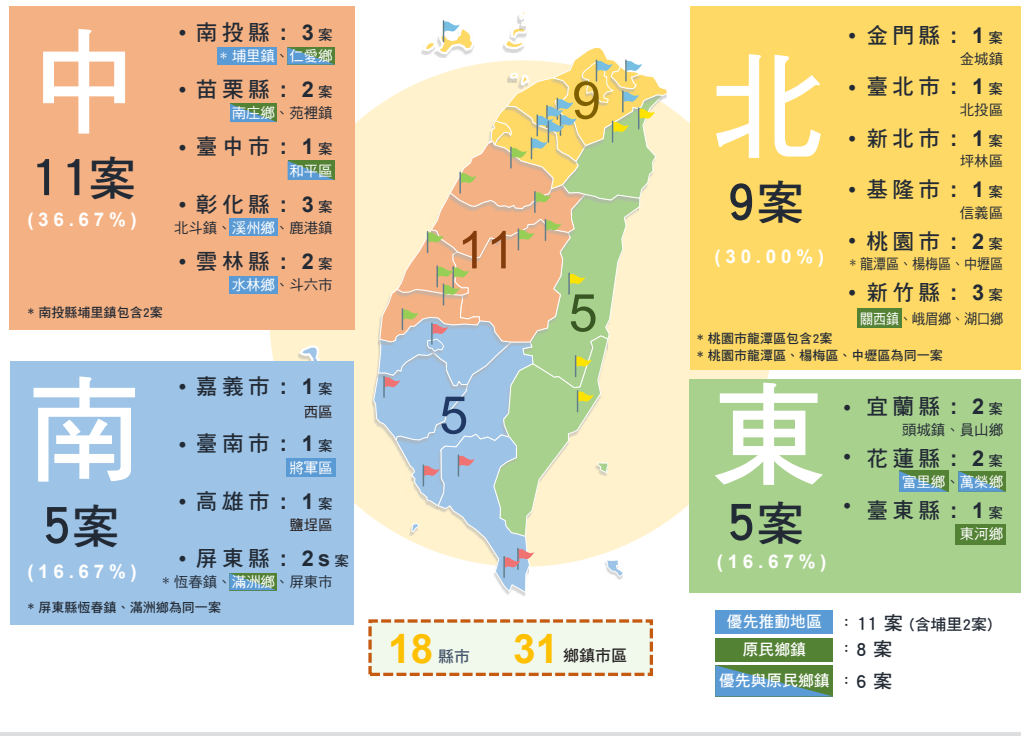 中
11案
(36.67%)
• 南投縣：3案
* 埔里鎮、仁愛鄉
• 苗栗縣：2案
南庄鄉、苑裡鎮
• 臺中市：1案
和平區
• 彰化縣：3案
北斗鎮、溪州鄉、鹿港鎮
• 雲林縣：2案
水林鄉、斗六市
* 南投縣埔里鎮包含2案
南
5案
(16.67%)
• 嘉義市：1案
西區
• 臺南市：1案
將軍區
• 高雄市：1案
鹽埕區
• 屏東縣：2s案
* 恆春鎮、滿洲鄉、屏東市
* 屏東縣恆春鎮、滿洲鄉為同一案
9
11
5
5
18 縣市 31 鄉鎮市區
北
9案
(30.00%)
• 金門縣：1案
金城鎮
• 臺北市：1案
北投區
• 新北市：1案
坪林區
• 基隆市：1案
信義區
• 桃園市：2案
* 龍潭區、楊梅區、中壢區
• 新竹縣：3案
關西鎮、峨眉鄉、湖口鄉
* 桃園市龍潭區包含2案
* 桃園市龍潭區、楊梅區、中壢區為同一案
東
5案
(16.67%)
• 宜蘭縣：2案
頭城鎮、員山鄉
• 花蓮縣：2案
富里鄉、萬榮鄉
• 臺東縣：1案
東河鄉
優先推動地區：11 案 (含埔里2案)
原民鄉鎮：8 案
優先與原民鄉鎮：6 案